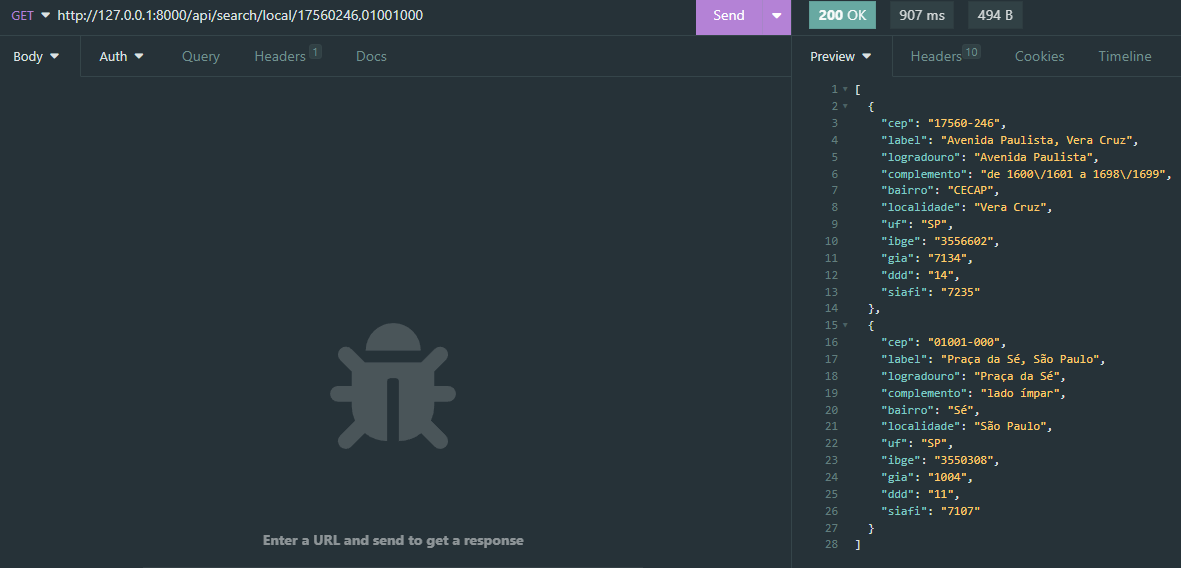 GET http://127.0.0.1:8000/api/search/local/17560246,01001000 Send 200 OK 907 ms 494 B
Body Auth Query Headers 1 Docs Preview Headers 10 Cookies Timeline
1 [
2 {
3 "cep": "17560-246",
4 "label": "Avenida Paulista, Vera Cruz",
5 "logradouro": "Avenida Paulista",
6 "complemento": "de 1600\/1601 a 1698\/1699",
7 "bairro": "CECAP",
8 "localidade": "Vera Cruz",
9 "uf": "SP",
10 "ibge": "3556602",
11 "gia": "7134",
12 "ddd": "14",
13 "siafi": "7235"
14 },
15 {
16 "cep": "01001-000",
17 "label": "Praça da Sé, São Paulo",
18 "logradouro": "Praça da Sé",
19 "complemento": "lado ímpar",
20 "bairro": "Sé",
21 "localidade": "São Paulo",
22 "uf": "SP",
23 "ibge": "3550308",
24 "gia": "1004",
25 "ddd": "11",
26 "siafi": "7107"
27 }
28 ]
Enter a URL and send to get a response